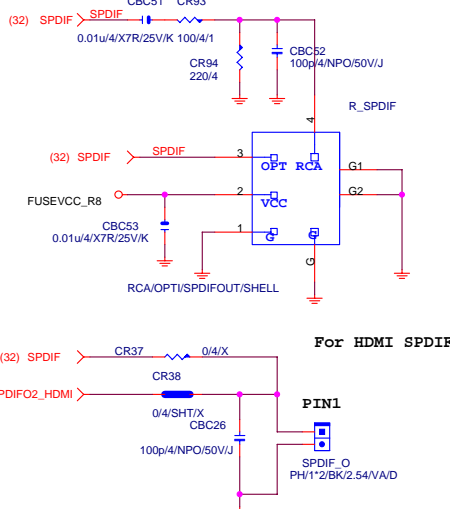 CBC51 CR93
(32) SPDIF
0.01u/4/X7R/25V/K 100/4/1
CBC52
100p/4/NPO/50V/J
CR94
220/4
R_SPDIF
4
(32) SPDIF
SPDIF
3
OPT RCA
G1
FUSEVCC_R8
2
VCC
G2
CBC53
0.01u/4/X7R/25V/K
1
G
G
G
RCA/OPTI/SPDIFOUT/SHELL
For HDMI SPDIF
(32) SPDIF
CR37
0/4/X
CR38
PDIFO2_HDMI
0/4/SHT/X
PIN1
CBC26
100p/4/NPO/50V/J
SPDIF_O
PH/1*2/BK/2.54/VA/D